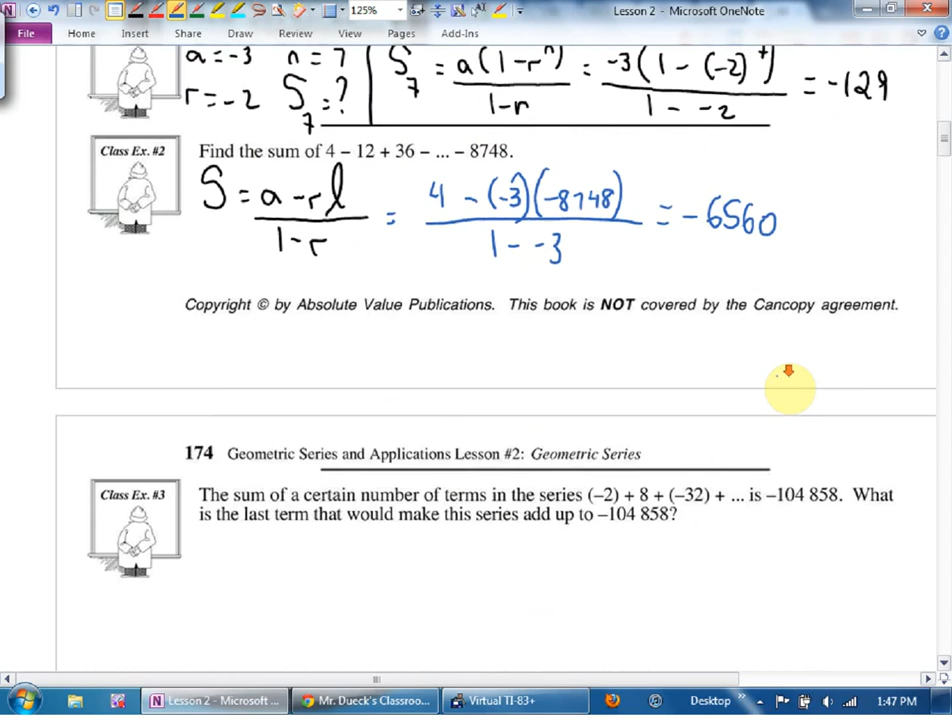 125%
Lesson 2 - Microsoft OneNote
File Home Insert Share Draw Review View Pages Add-Ins
a = -3 n = 7 S7 = a(1-r^n) / 1-r = -3(1-(-2)^7) / 1--2 = -129
r = -2 S7 = ?
Class Ex. #2 Find the sum of 4 – 12 + 36 – ... – 8748.
S = a-rl / 1-r = 4 - (-3)(-8748) / 1--3 = -6560
Copyright © by Absolute Value Publications. This book is NOT covered by the Cancopy agreement.
174 Geometric Series and Applications Lesson #2: Geometric Series
Class Ex. #3 The sum of a certain number of terms in the series (–2) + 8 + (–32) + ... is –104 858. What
is the last term that would make this series add up to –104 858?
Lesson 2 - Microsoft ... Mr. Dueck's Classroo... Virtual TI-83+ Desktop 1:47 PM